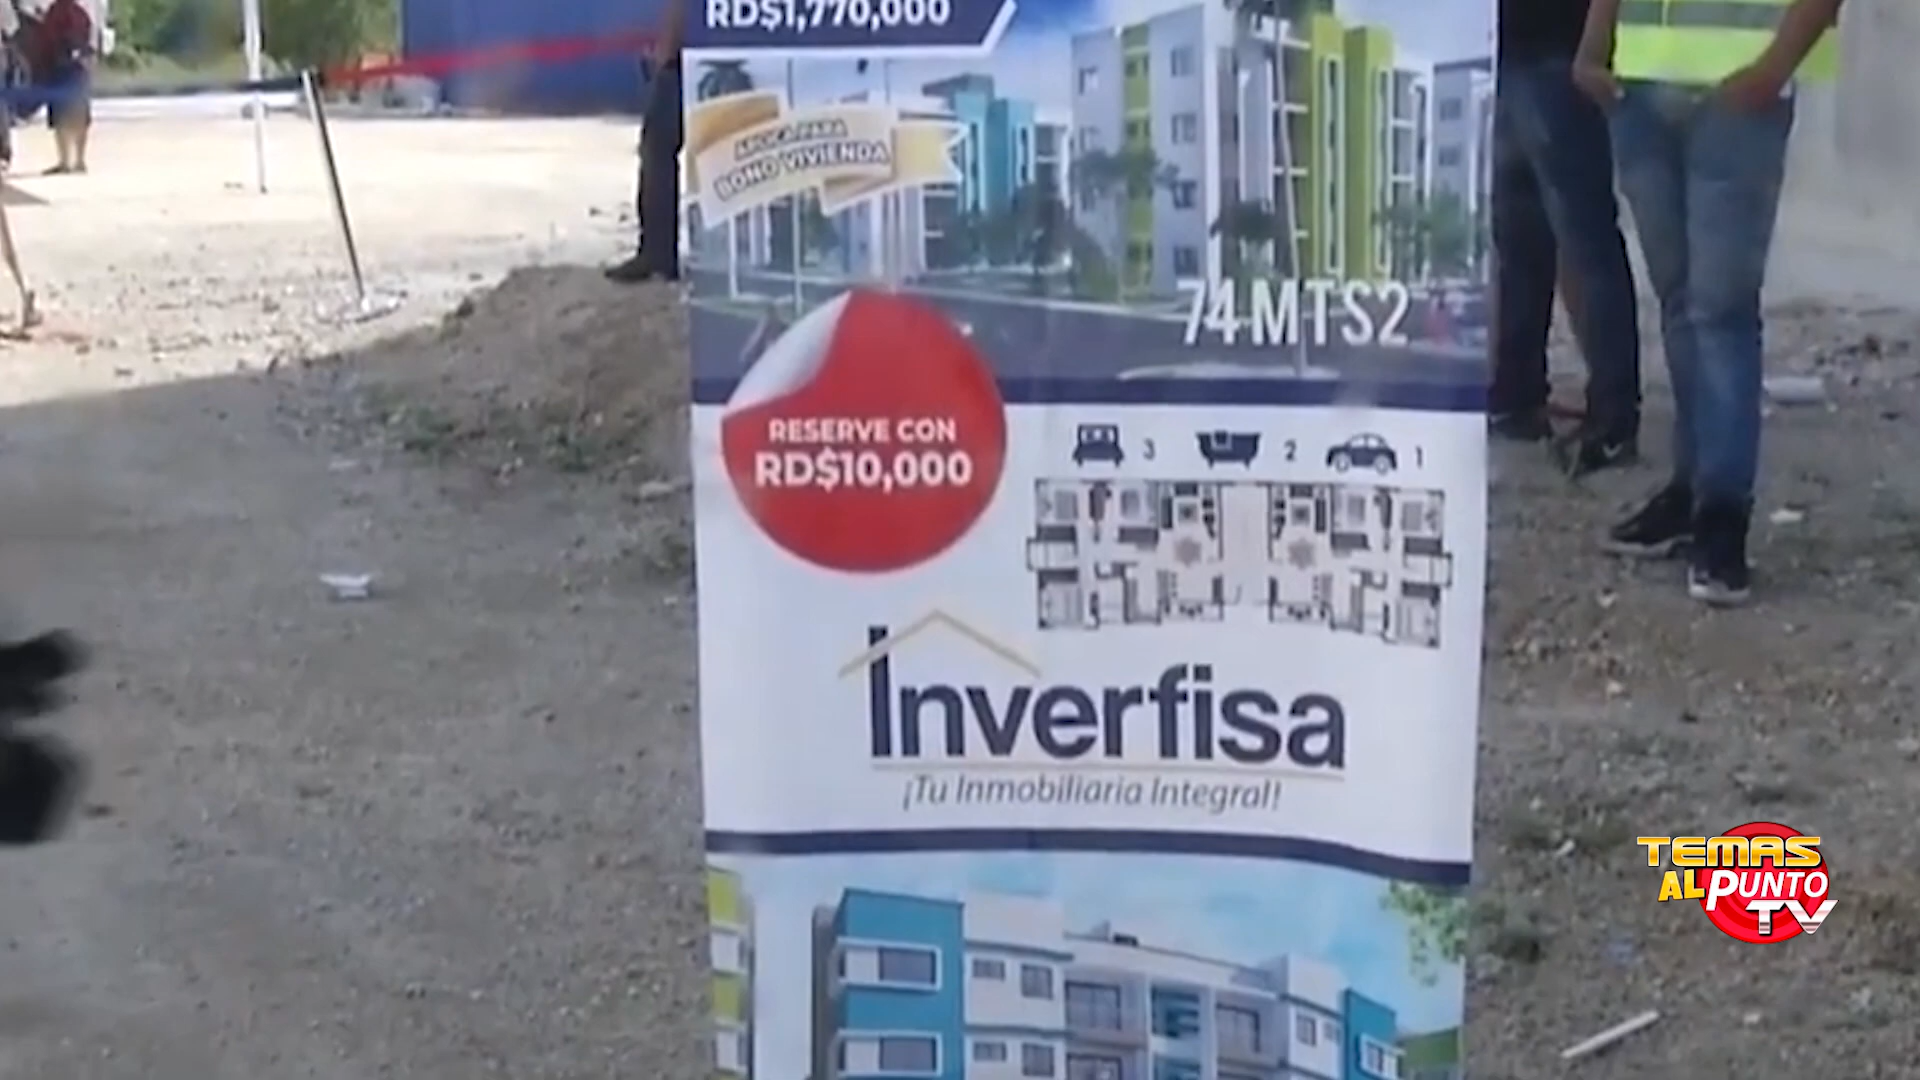 RD$1,770,000
APLICA PARA
BONO VIVIENDA
74 MTS2
RESERVE CON
RD$10,000
3 2 1
Inverfisa
¡Tu Inmobiliaria Integral!
TEMAS
AL PUNTO
TV